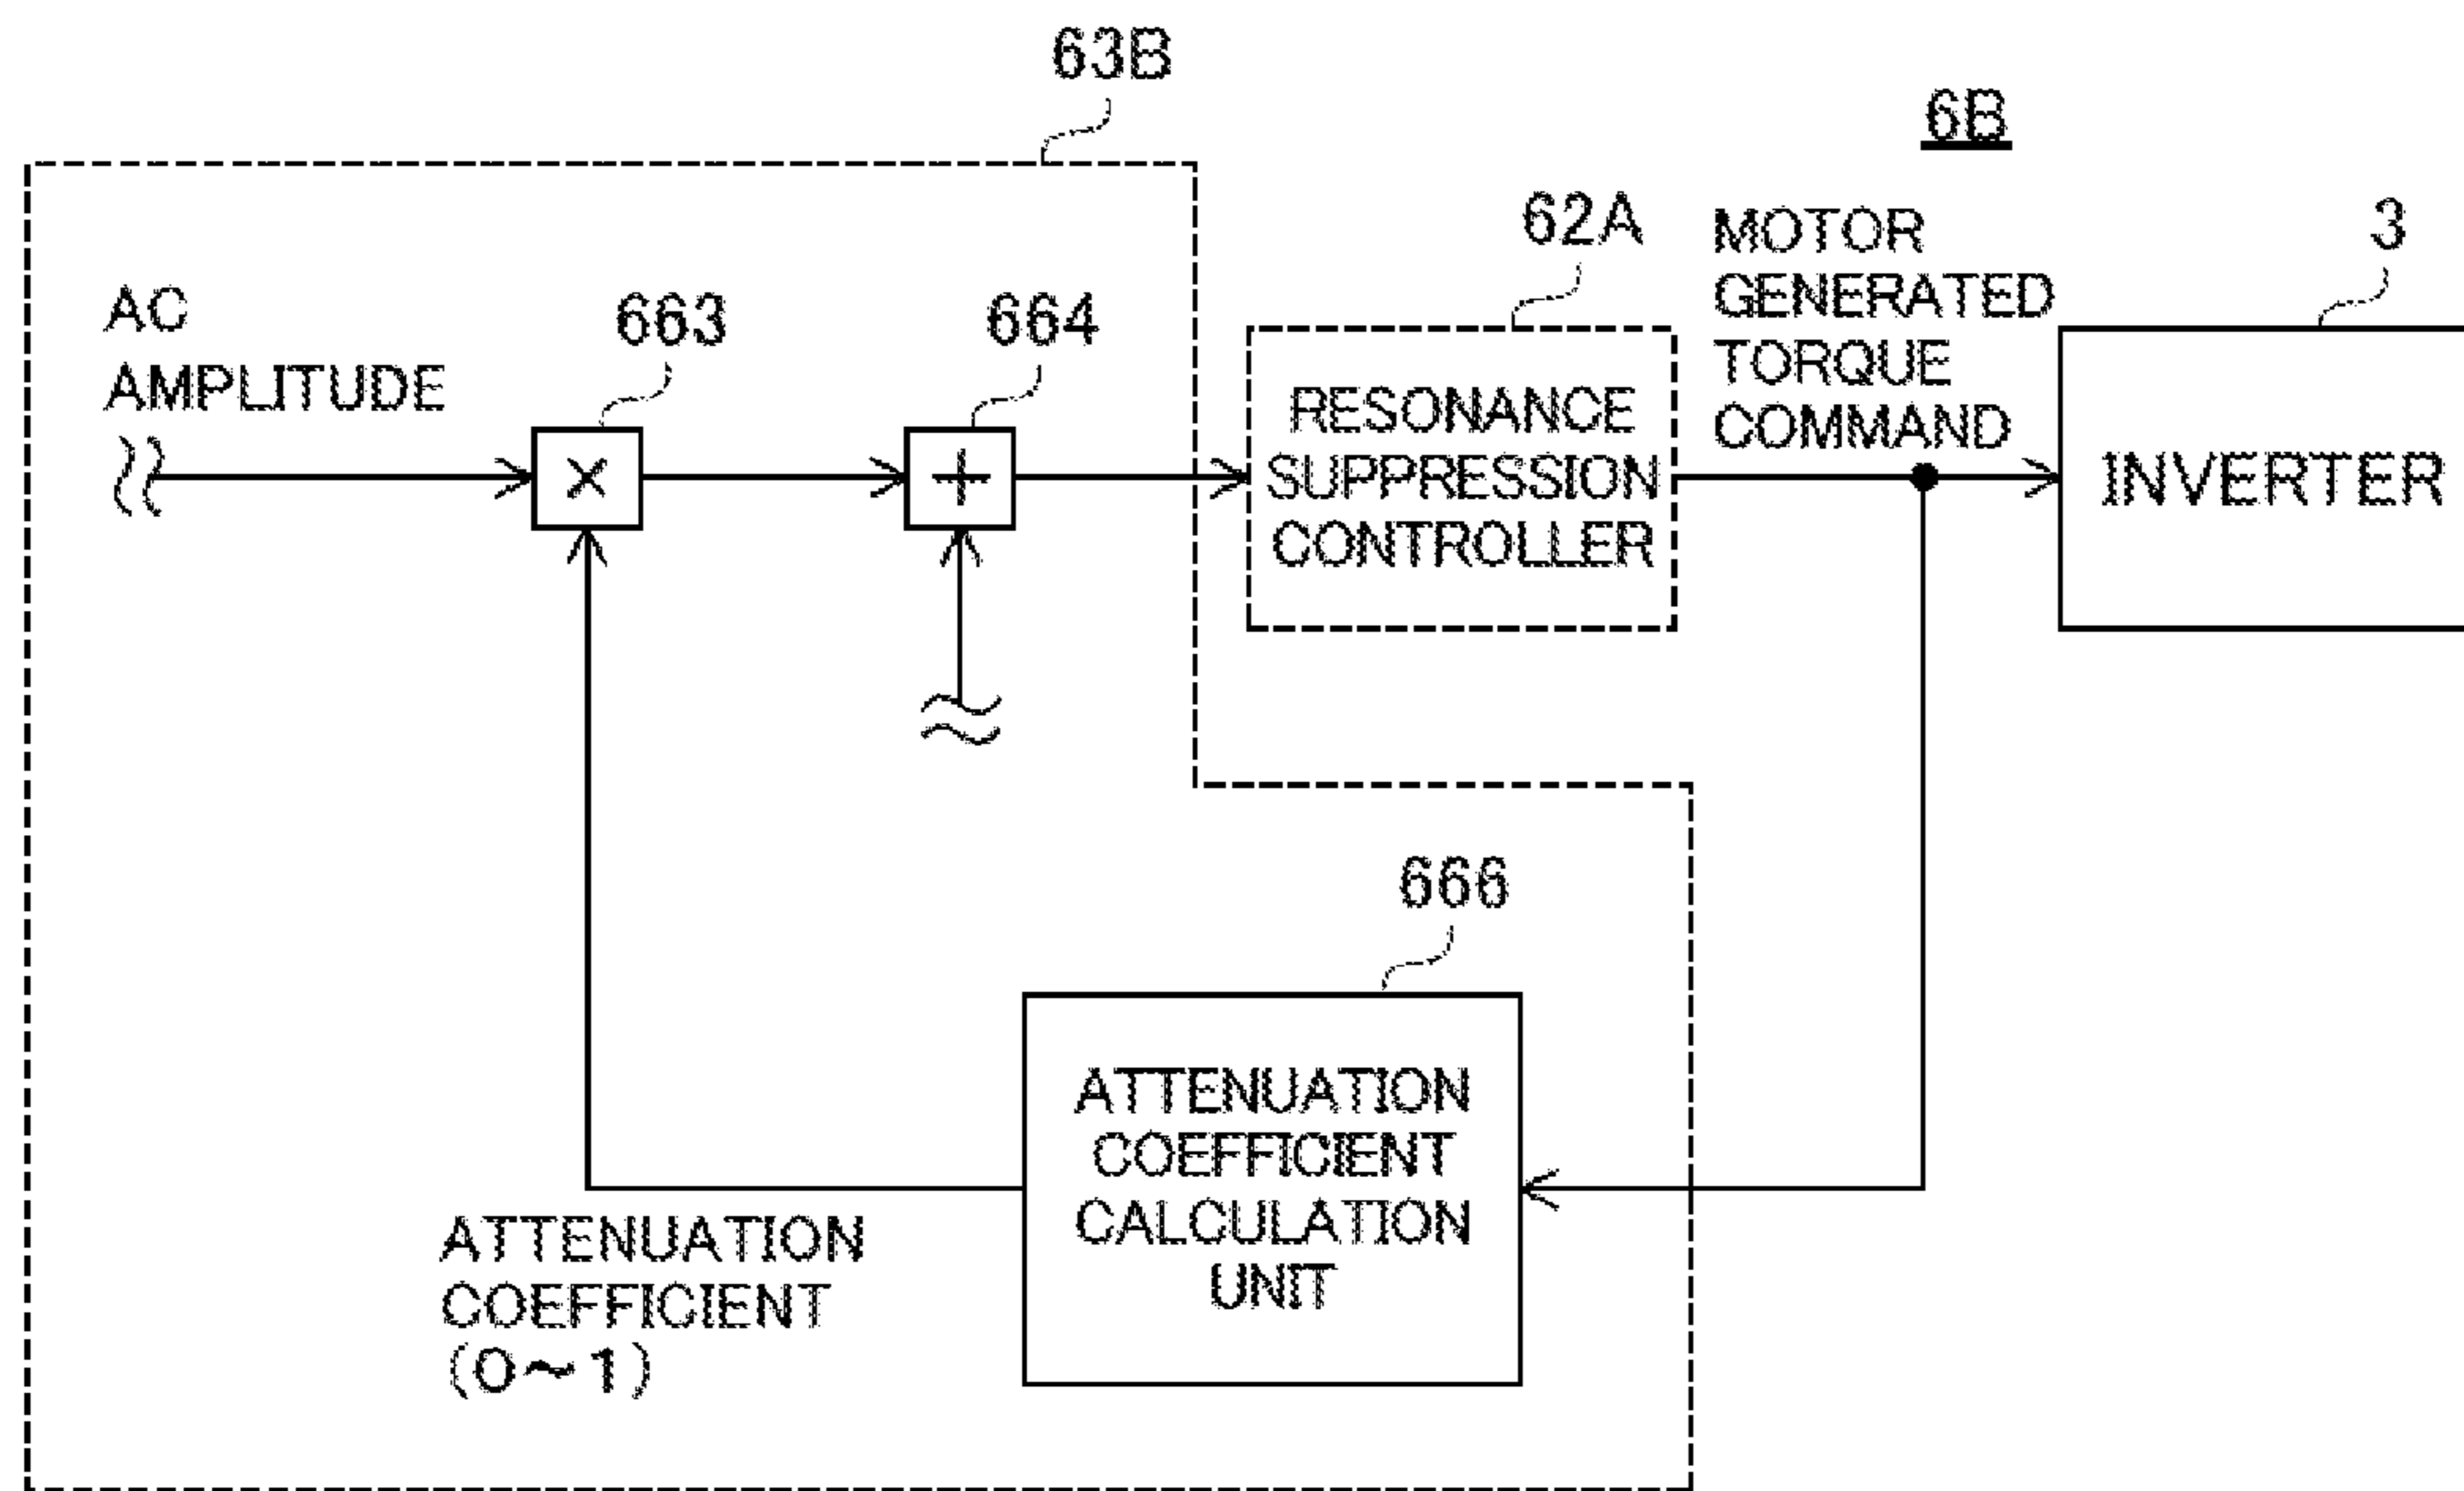 63B
6B
62A
3
MOTOR
GENERATED
TORQUE
COMMAND
AC
AMPLITUDE
663
664
×
+
RESONANCE
SUPPRESSION
CONTROLLER
INVERTER
666
ATTENUATION
COEFFICIENT
CALCULATION
UNIT
ATTENUATION
COEFFICIENT
(0~1)